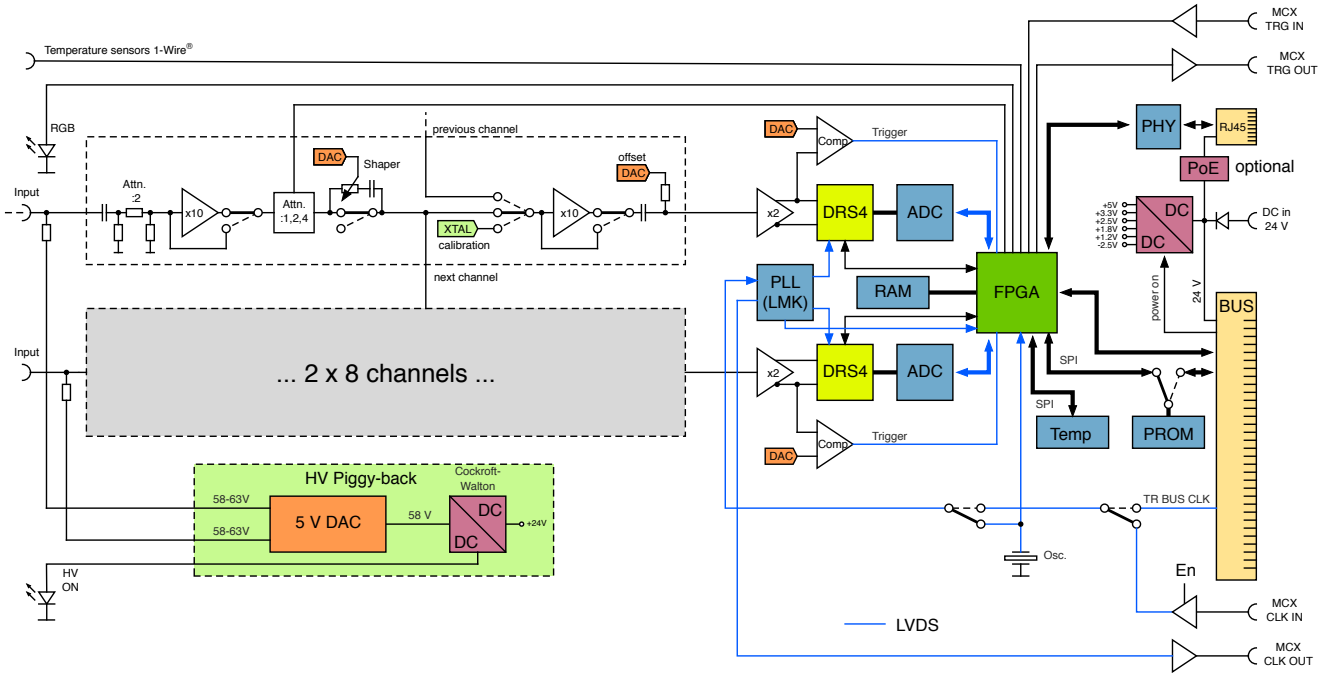 MCX
TRG IN
Temperature sensors 1-Wire®
MCX
TRG OUT
RGB
previous channel
DAC
Trigger
Comp
PHY
RJ45
PoE
optional
Input
Attn.
:2
x10
Attn.
:1,2,4
DAC
Shaper
XTAL
calibration
x10
offset
DAC
x2
DRS4
ADC
+5V
+3.3V
+2.5V
+1.8V
+1.2V
-2.5V
DC
DC
DC in
24 V
next channel
PLL
(LMK)
RAM
FPGA
power on
24 V
BUS
Input
... 2 x 8 channels ...
x2
DRS4
ADC
SPI
SPI
Temp
PROM
DAC
Comp
Trigger
HV Piggy-back
Cockroft-
Walton
58-63V
58-63V
5 V DAC
58 V
DC
DC
+24V
TR BUS CLK
Osc.
HV
ON
En
MCX
CLK IN
LVDS
MCX
CLK OUT